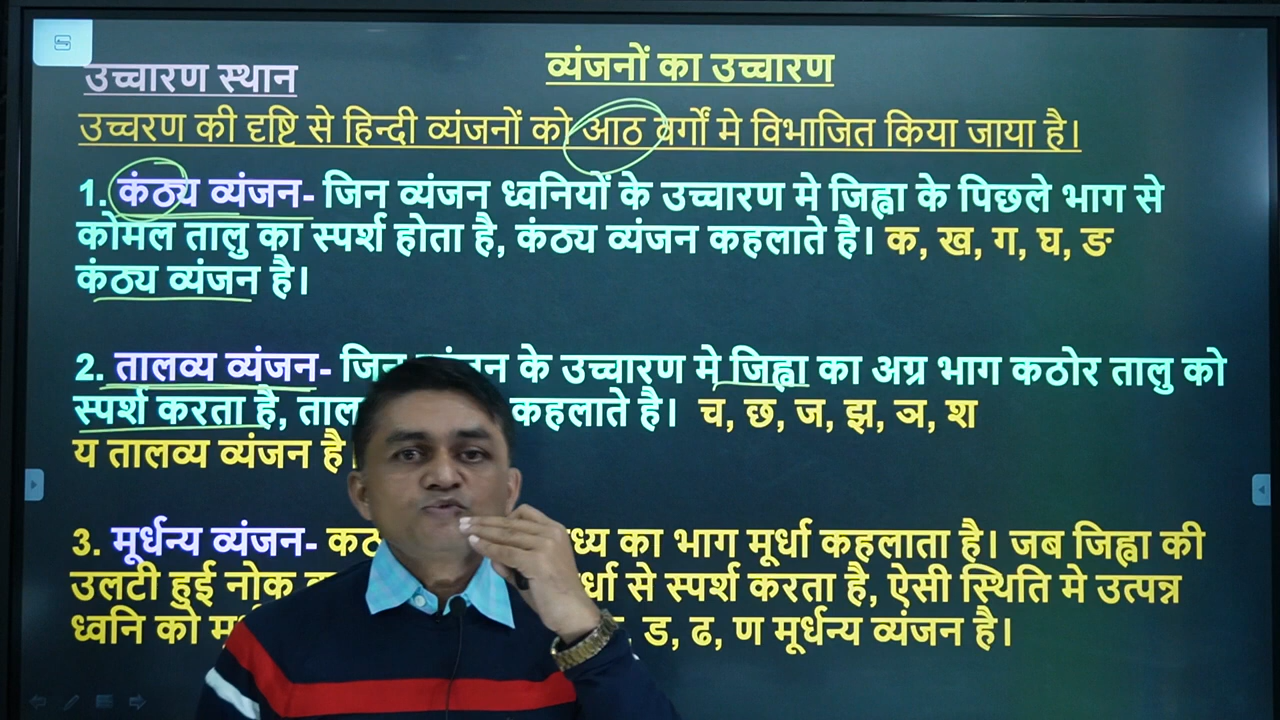 व्यंजनों का उच्चारण
उच्चारण स्थान
उच्चरण की दृष्टि से हिन्दी व्यंजनों को आठ वर्गों मे विभाजित किया जाया है।
1. कंठ्य व्यंजन- जिन व्यंजन ध्वनियों के उच्चारण मे जिह्वा के पिछले भाग से
कोमल तालु का स्पर्श होता है, कंठ्य व्यंजन कहलाते है। क, ख, ग, घ, ङ
कंठ्य व्यंजन है।
2. तालव्य व्यंजन- जिन के उच्चारण मे जिह्वा का अग्र भाग कठोर तालु को
स्पर्श करता है, कहलाते है। च, छ, ज, झ, ञ, श
य तालव्य व्यंजन है
3. मूर्धन्य व्यंजन- का भाग मूर्धा कहलाता है। जब जिह्वा की
उलटी हुई नोक से स्पर्श करता है, ऐसी स्थिति मे उत्पन्न
ध्वनि को , ड, ढ, ण मूर्धन्य व्यंजन है।